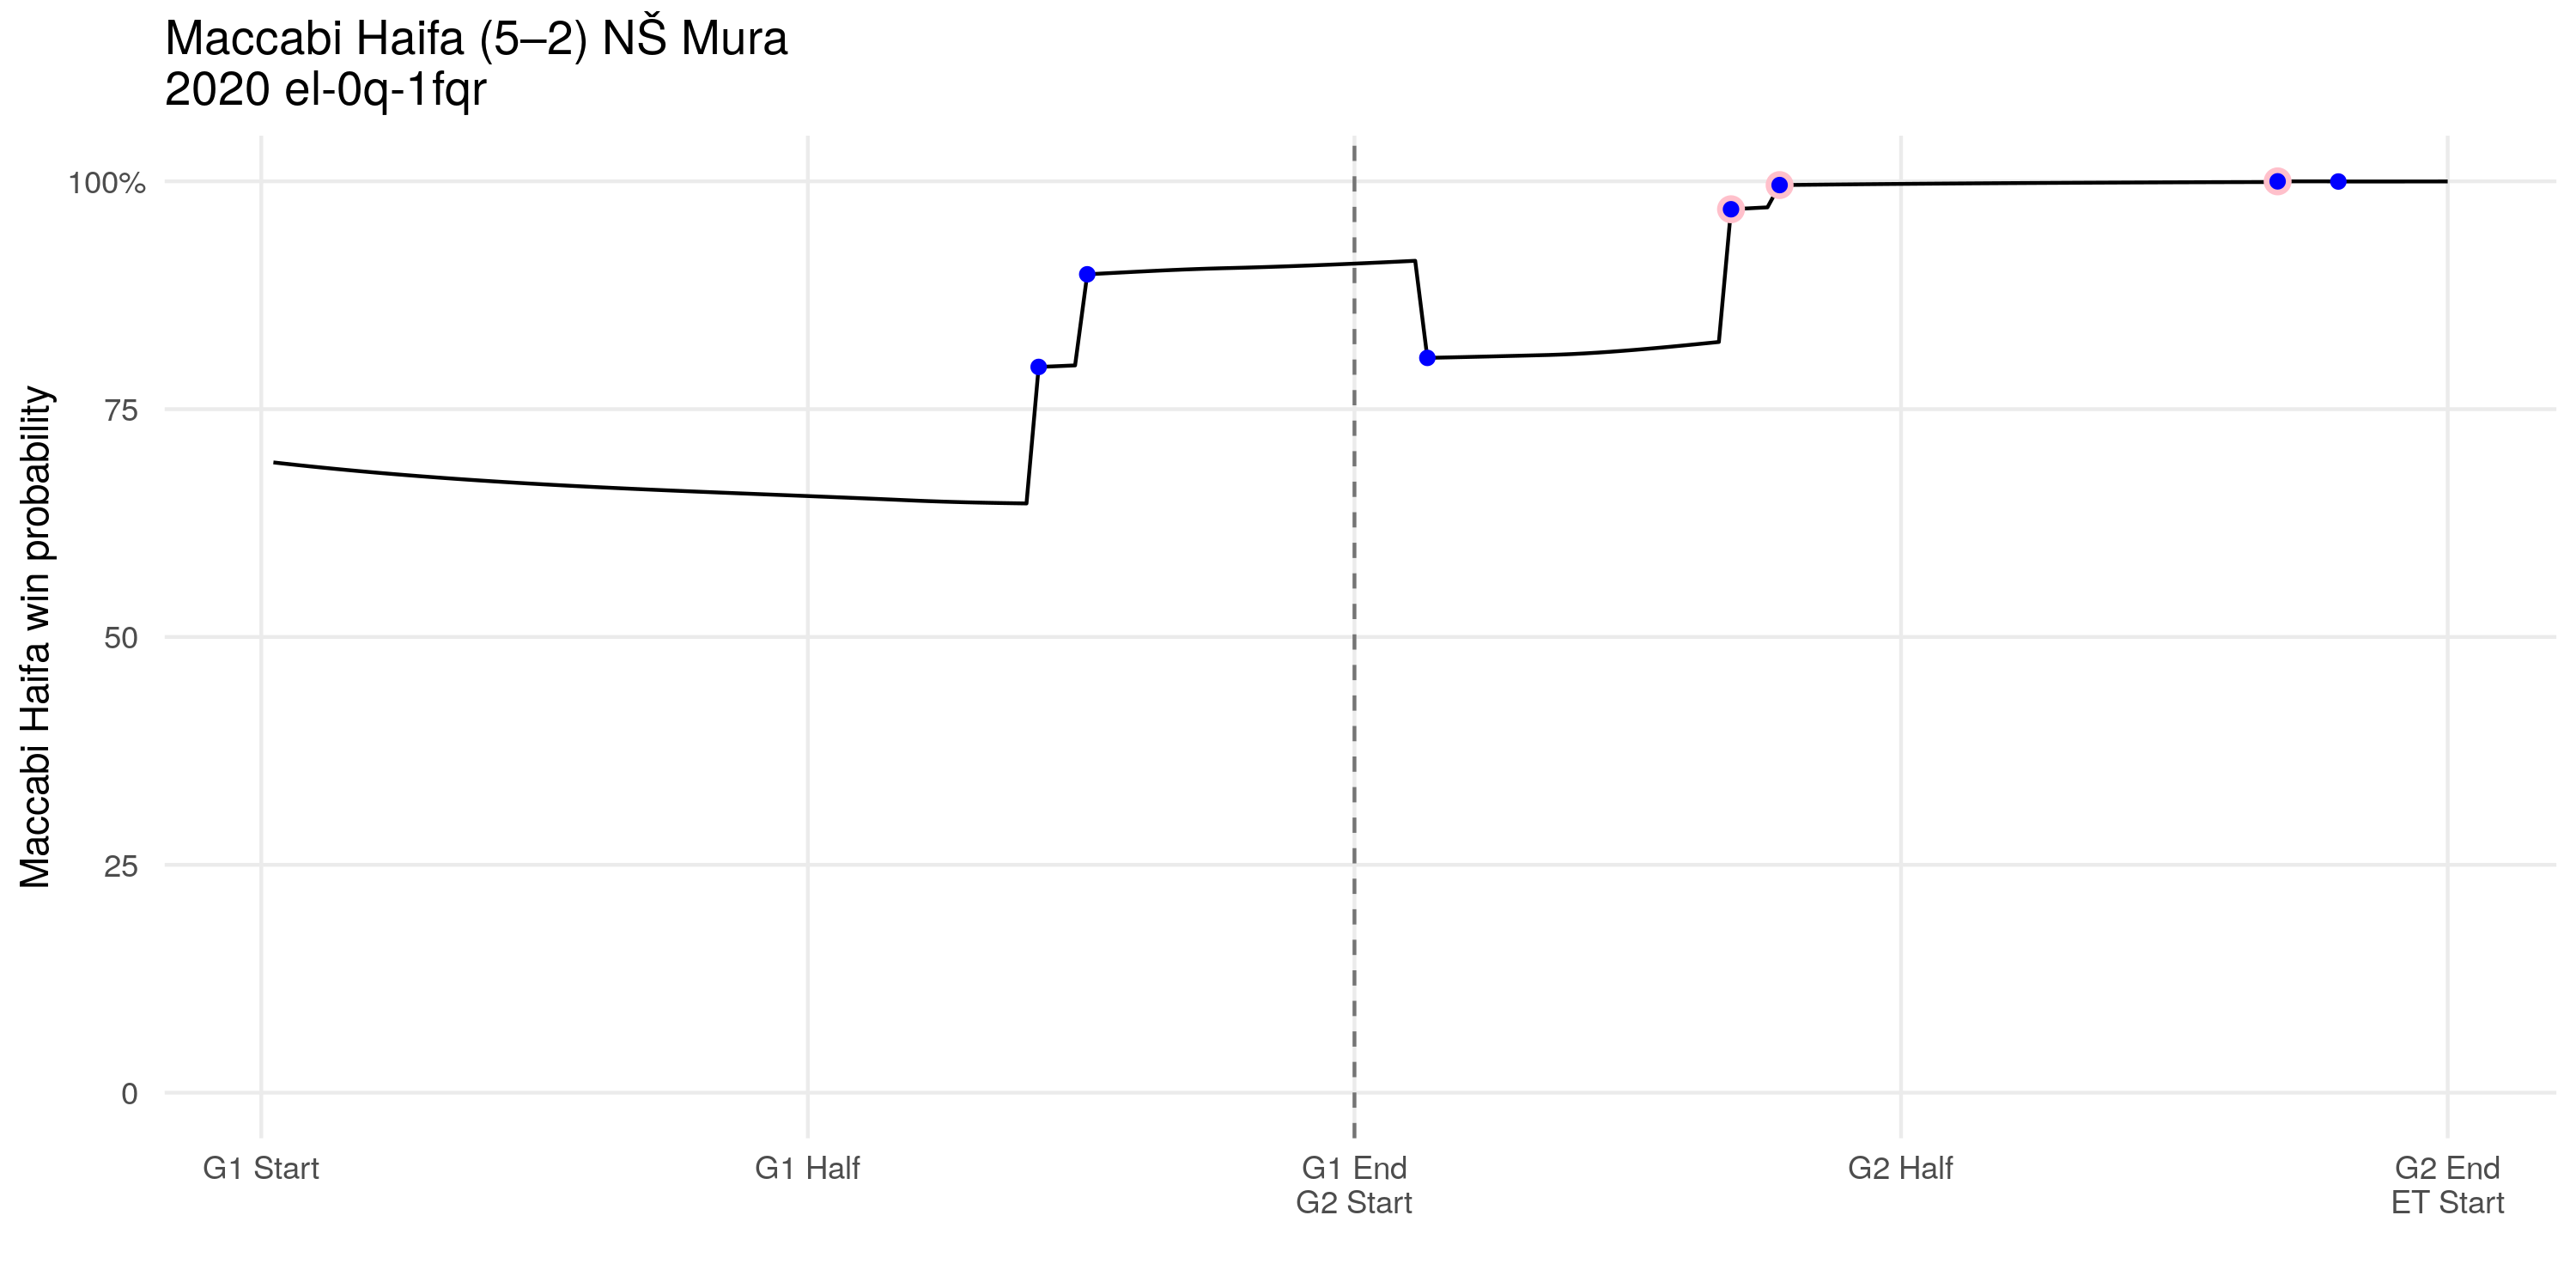 Maccabi Haifa (5–2) NŠ Mura
2020 el-0q-1fqr
Maccabi Haifa win probability
100%
75
50
25
0
G1 Start
G1 Half
G1 End
G2 Start
G2 Half
G2 End
ET Start